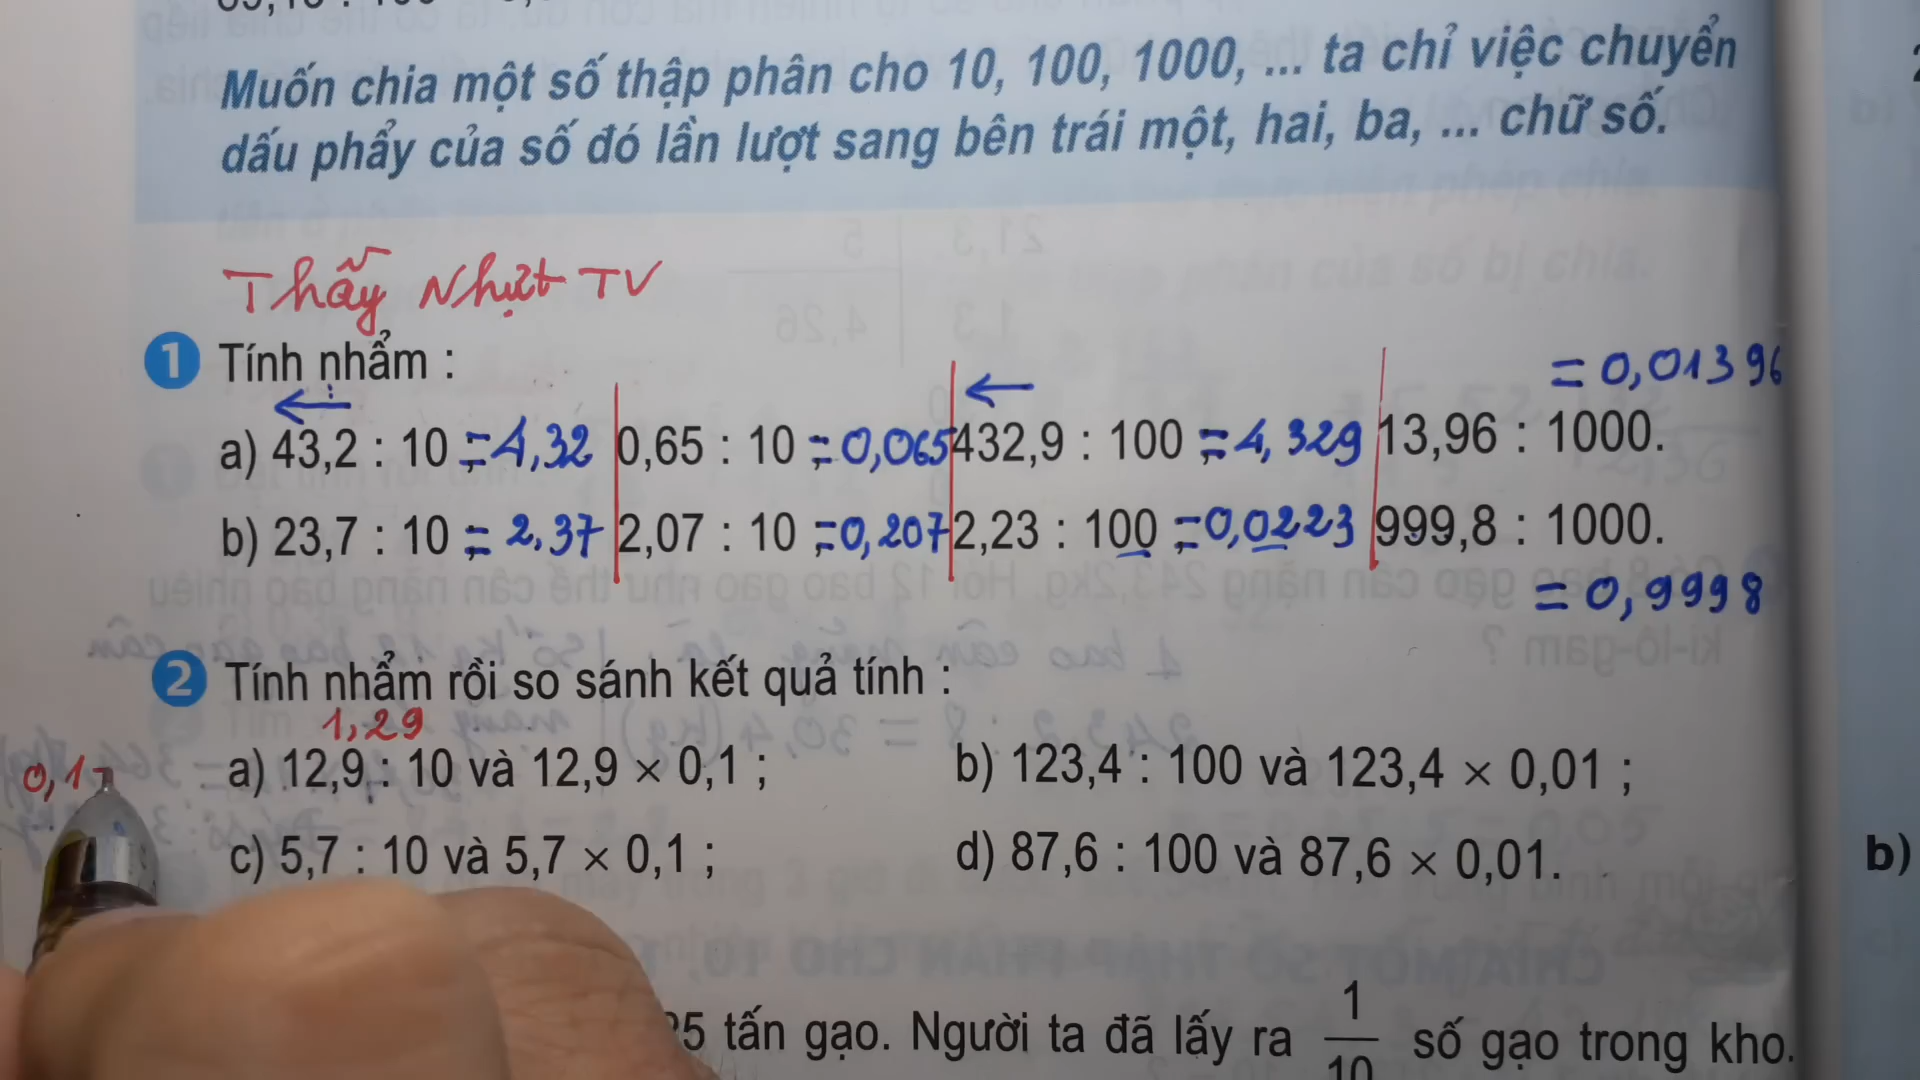 Muốn chia một số thập phân cho 10, 100, 1000, ... ta chỉ việc chuyển
dấu phẩy của số đó lần lượt sang bên trái một, hai, ba, ... chữ số.
Thầy Nhựt TV
1 Tính nhẩm :
= 0,01396
a) 43,2 : 10 ; = 4,32 0,65 : 10 ; = 0,065 432,9 : 100 ; = 4,329 13,96 : 1000.
b) 23,7 : 10 ; = 2,37 2,07 : 10 ; = 0,207 2,23 : 100 ; = 0,0223 999,8 : 1000.
= 0,9998
2 Tính nhẩm rồi so sánh kết quả tính :
1,29
0,1 a) 12,9 : 10 và 12,9 × 0,1 ; b) 123,4 : 100 và 123,4 × 0,01 ;
c) 5,7 : 10 và 5,7 × 0,1 ; d) 87,6 : 100 và 87,6 × 0,01.
b)
5 tấn gạo. Người ta đã lấy ra 1/10 số gạo trong kho.